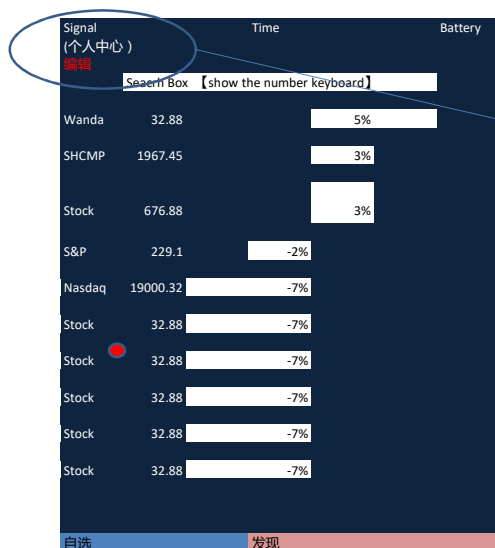 Signal Time Battery
(个人中心 )
编辑
Seaern Box 【show the number keyboard】
Wanda 32.88 5%
SHCMP 1967.45 3%
Stock 676.88 3%
S&P 229.1 -2%
Nasdaq 19000.32 -7%
Stock 32.88 -7%
Stock 32.88 -7%
Stock 32.88 -7%
Stock 32.88 -7%
Stock 32.88 -7%
自选 发现